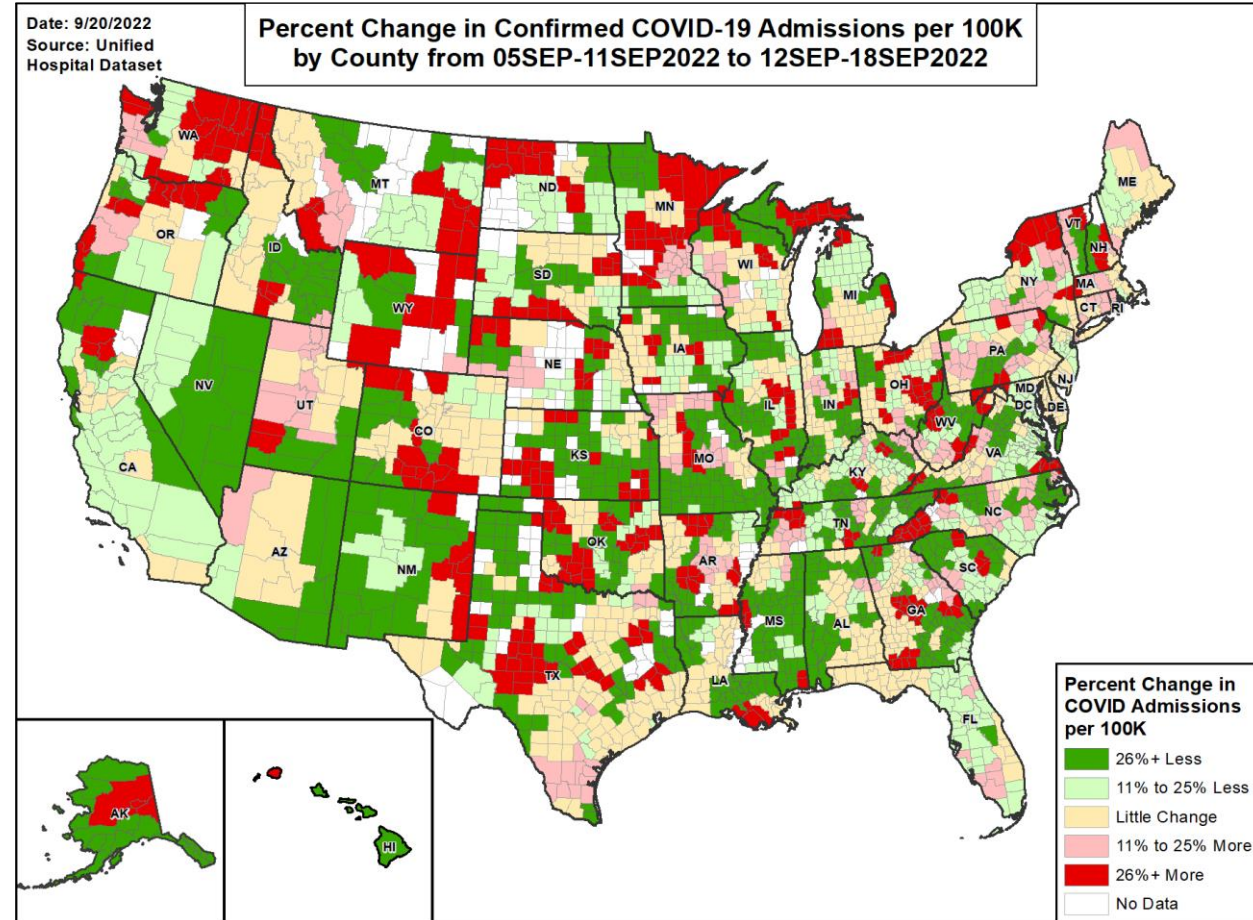 Date: 9/20/2022
Source: Unified
Hospital Dataset
Percent Change in Confirmed COVID-19 Admissions per 100K
by County from 05SEP-11SEP2022 to 12SEP-18SEP2022
WA
MT
ND
MN
ME
OR
ID
SD
WI
VT
NH
WY
MI
NY
MA
CT
RI
NE
IA
PA
NJ
NV
UT
CO
IL
IN
OH
MD
DE
DC
WV
CA
KS
MO
KY
VA
AZ
NM
OK
AR
TN
NC
SC
MS
AL
GA
TX
LA
FL
AK
HI
Percent Change in
COVID Admissions
per 100K
26%+ Less
11% to 25% Less
Little Change
11% to 25% More
26%+ More
No Data